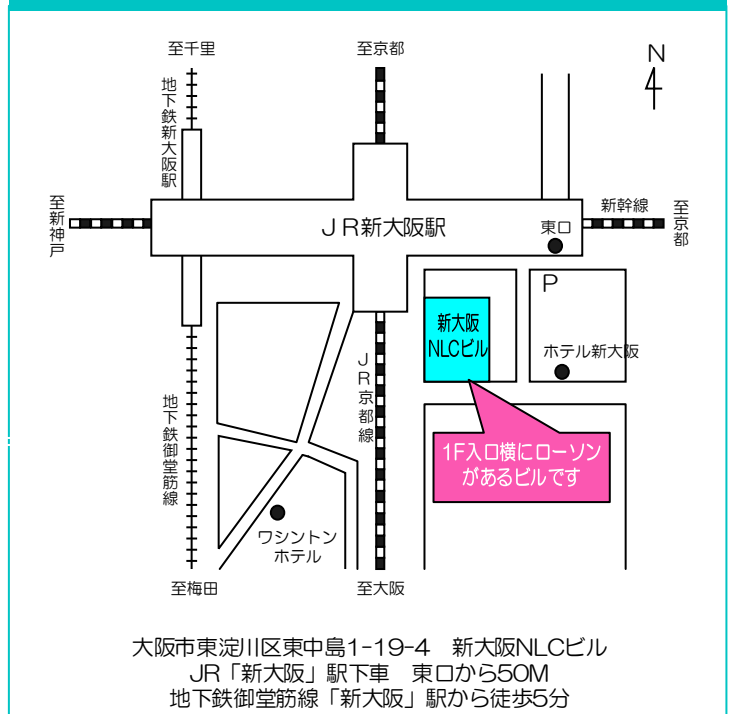 至千里
至京都
N
地下鉄新大阪駅
至新神戸
JR新大阪駅
東口
新幹線
至京都
P
新大阪
NLCビル
ホテル新大阪
JR京都線
地下鉄御堂筋線
1F入口横にローソン
があるビルです
ワシントン
ホテル
至梅田
至大阪
大阪市東淀川区東中島1-19-4　新大阪NLCビル
JR「新大阪」駅下車　東口から50M
地下鉄御堂筋線「新大阪」駅から徒歩5分